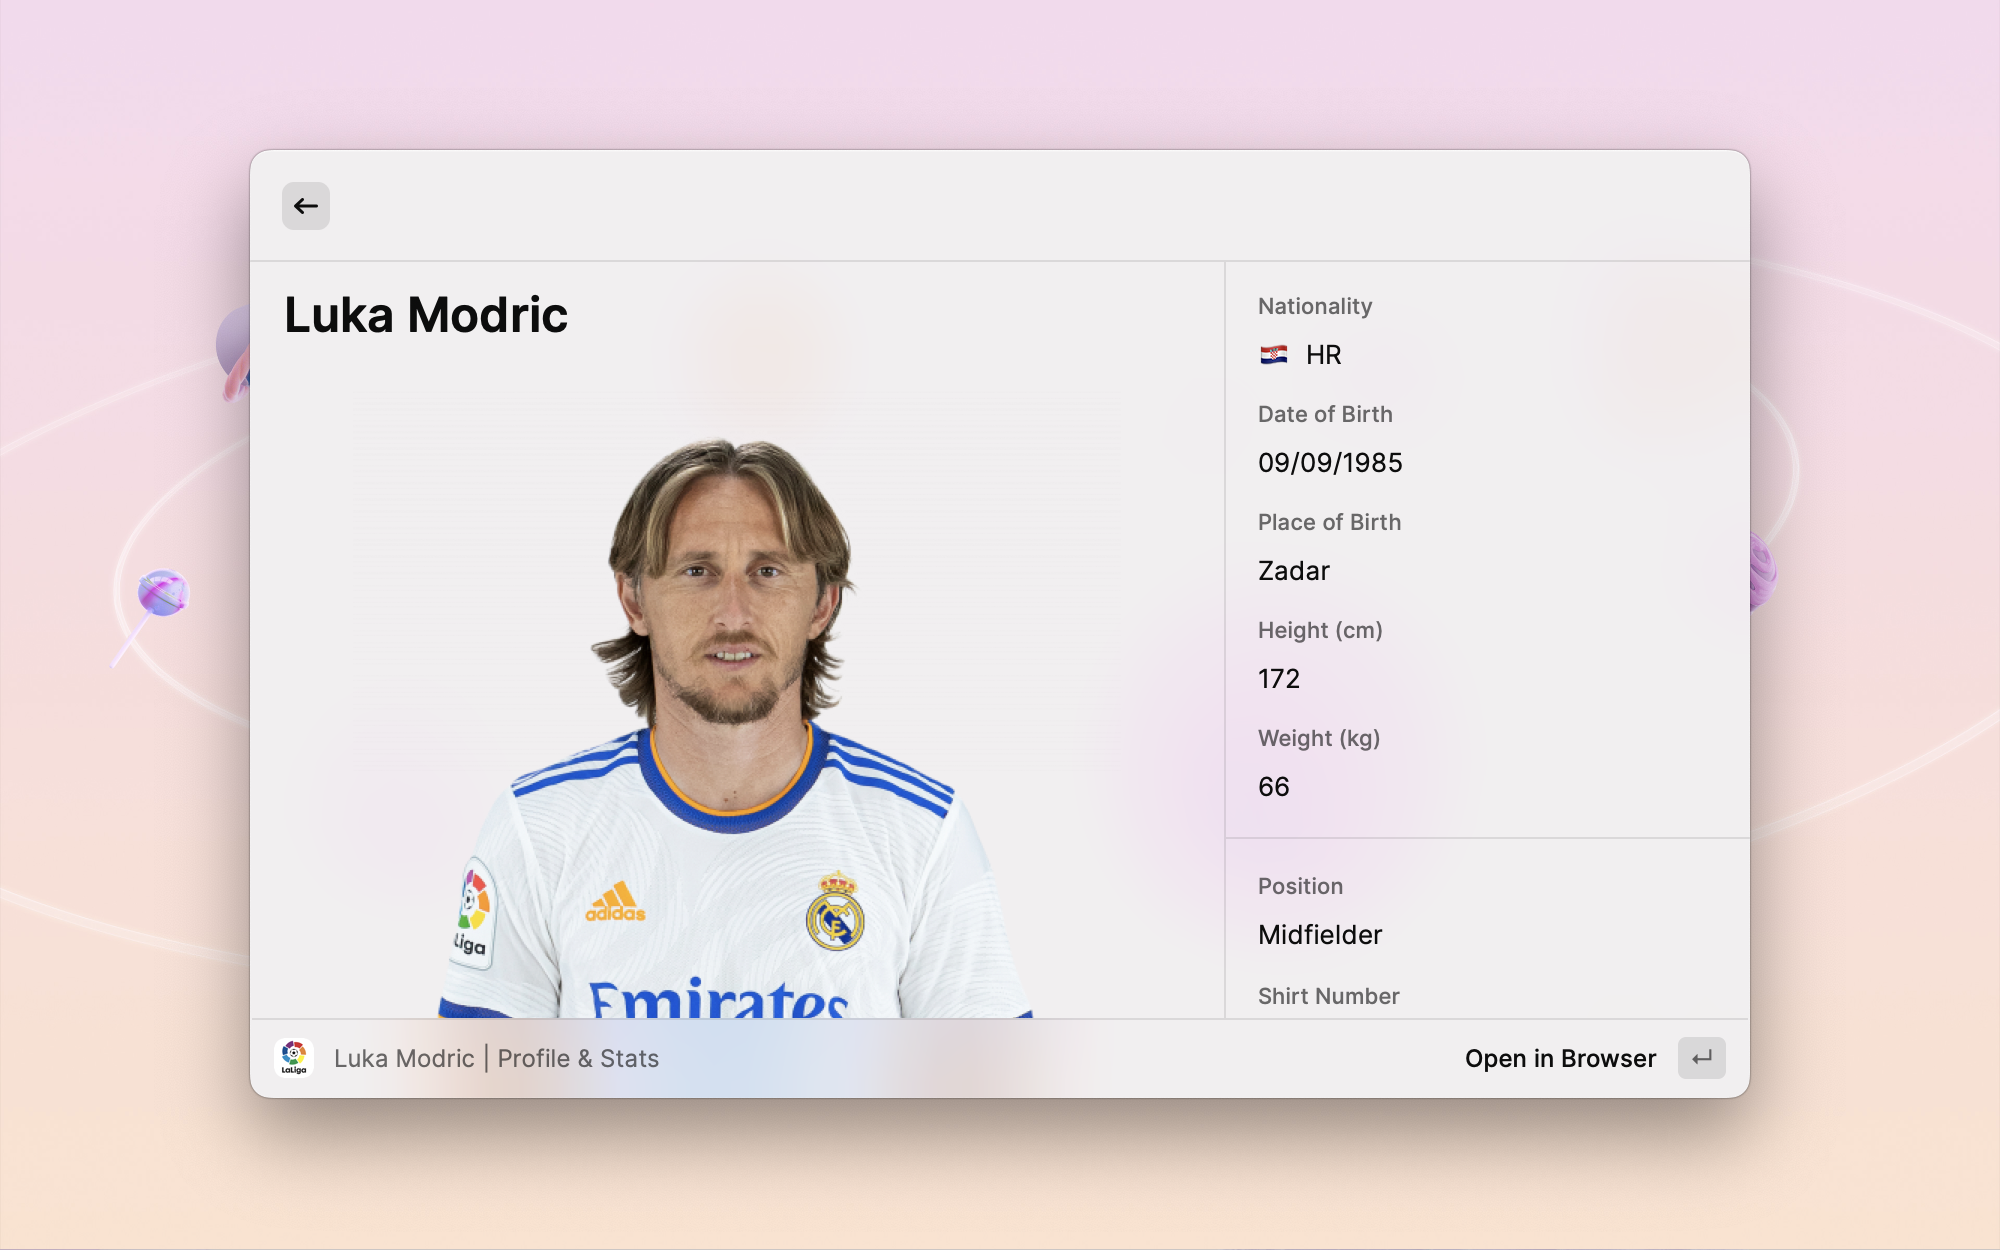 Luka Modric
Nationality
HR
Date of Birth
09/09/1985
Place of Birth
Zadar
Height (cm)
172
Weight (kg)
66
Position
Midfielder
Shirt Number
Liga
adidas
Emirates
LaLiga
Luka Modric | Profile & Stats
Open in Browser